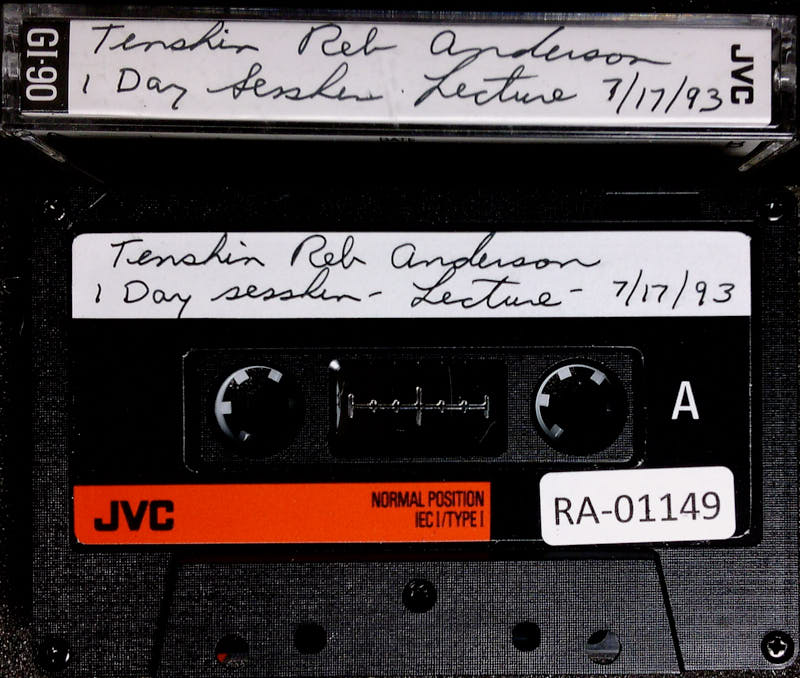 GI-90
Tenshin Reb Anderson
1 Day Sesshin. Lecture 7/17/93
JVC
Tenshin Reb Anderson
1 Day sesshin - Lecture - 7/17/93
A
JVC
NORMAL POSITION
IEC I/TYPE I
RA-01149